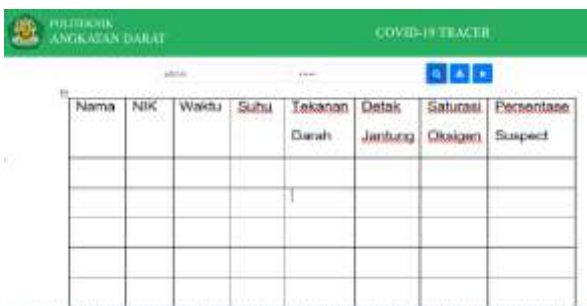 POLITEKNIK
ANGKATAN DARAT
COVID-19 TRACER
Nama NIK Waktu Suhu Tekanan Darah Detak Jantung Saturasi Oksigen Persentase Suspect